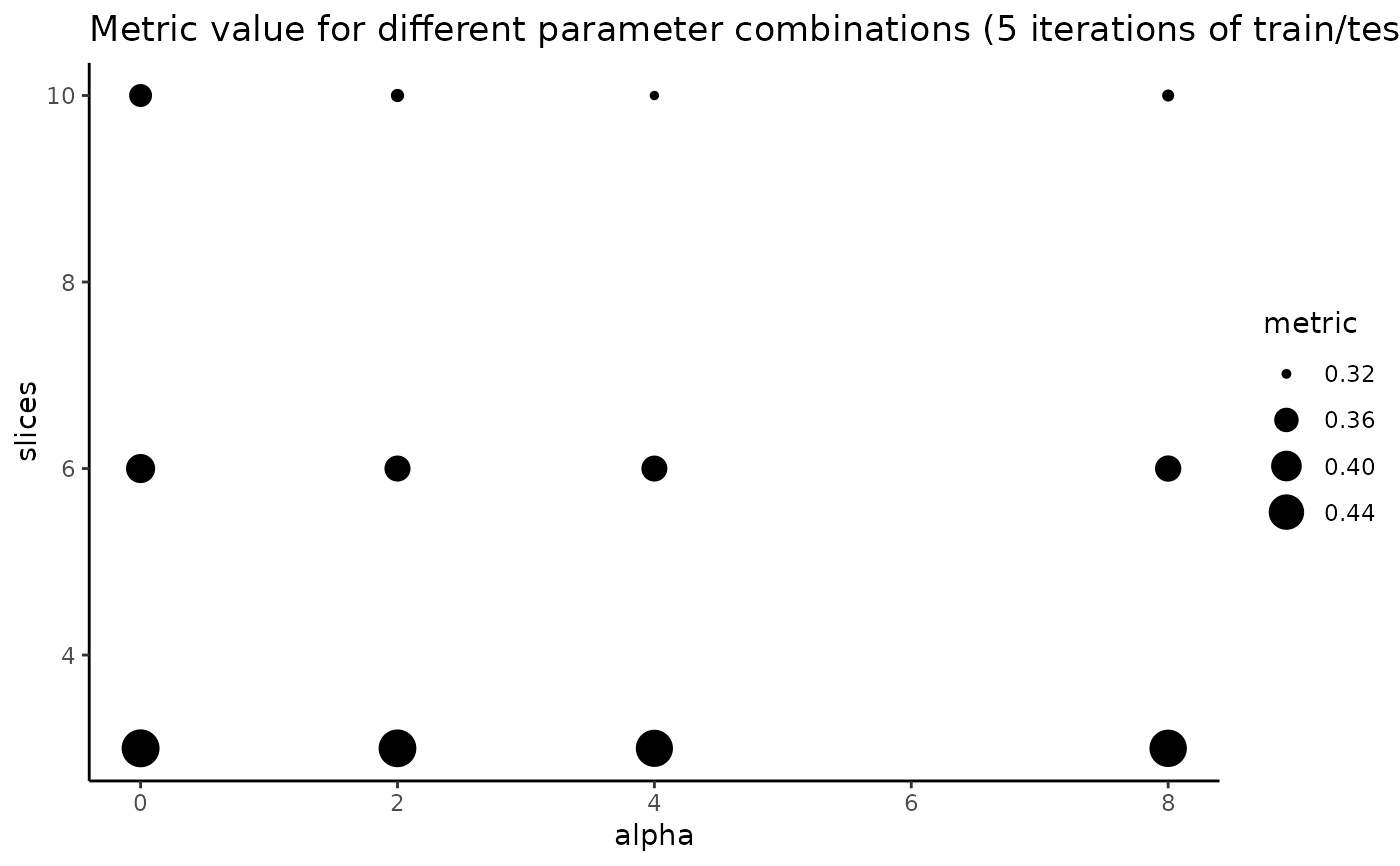 Metric value for different parameter combinations (5 iterations of train/tes
10
8
6
4
slices
0 2 4 6 8
alpha
metric
0.32
0.36
0.40
0.44